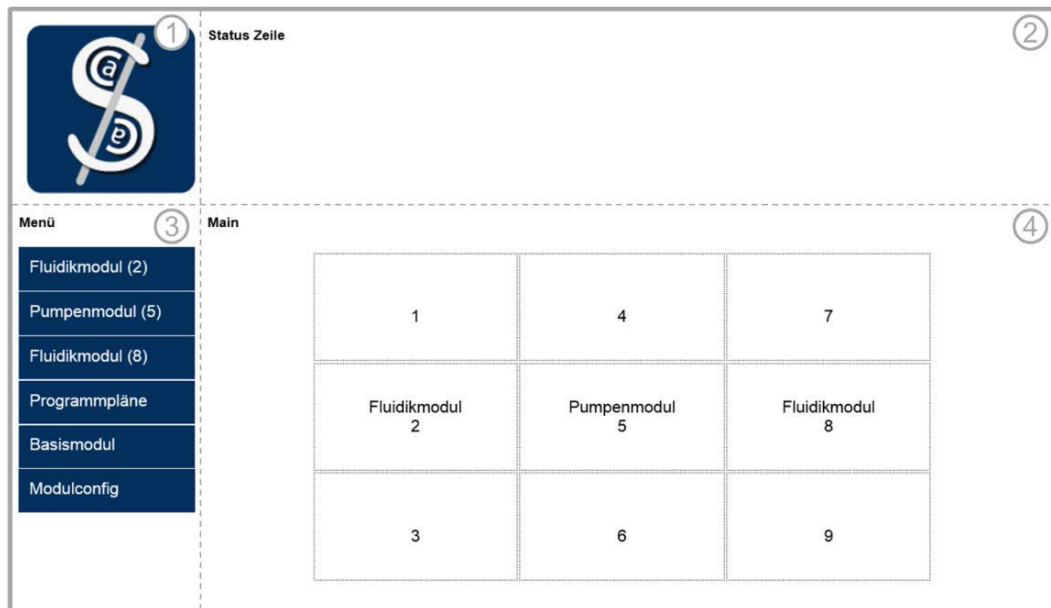 1
Status Zeile
2
Menü
3
Main
4
Fluidikmodul (2)
Pumpenmodul (5)
Fluidikmodul (8)
Programmpläne
Basismodul
Modulconfig
1
4
7
Fluidikmodul
2
Pumpenmodul
5
Fluidikmodul
8
3
6
9